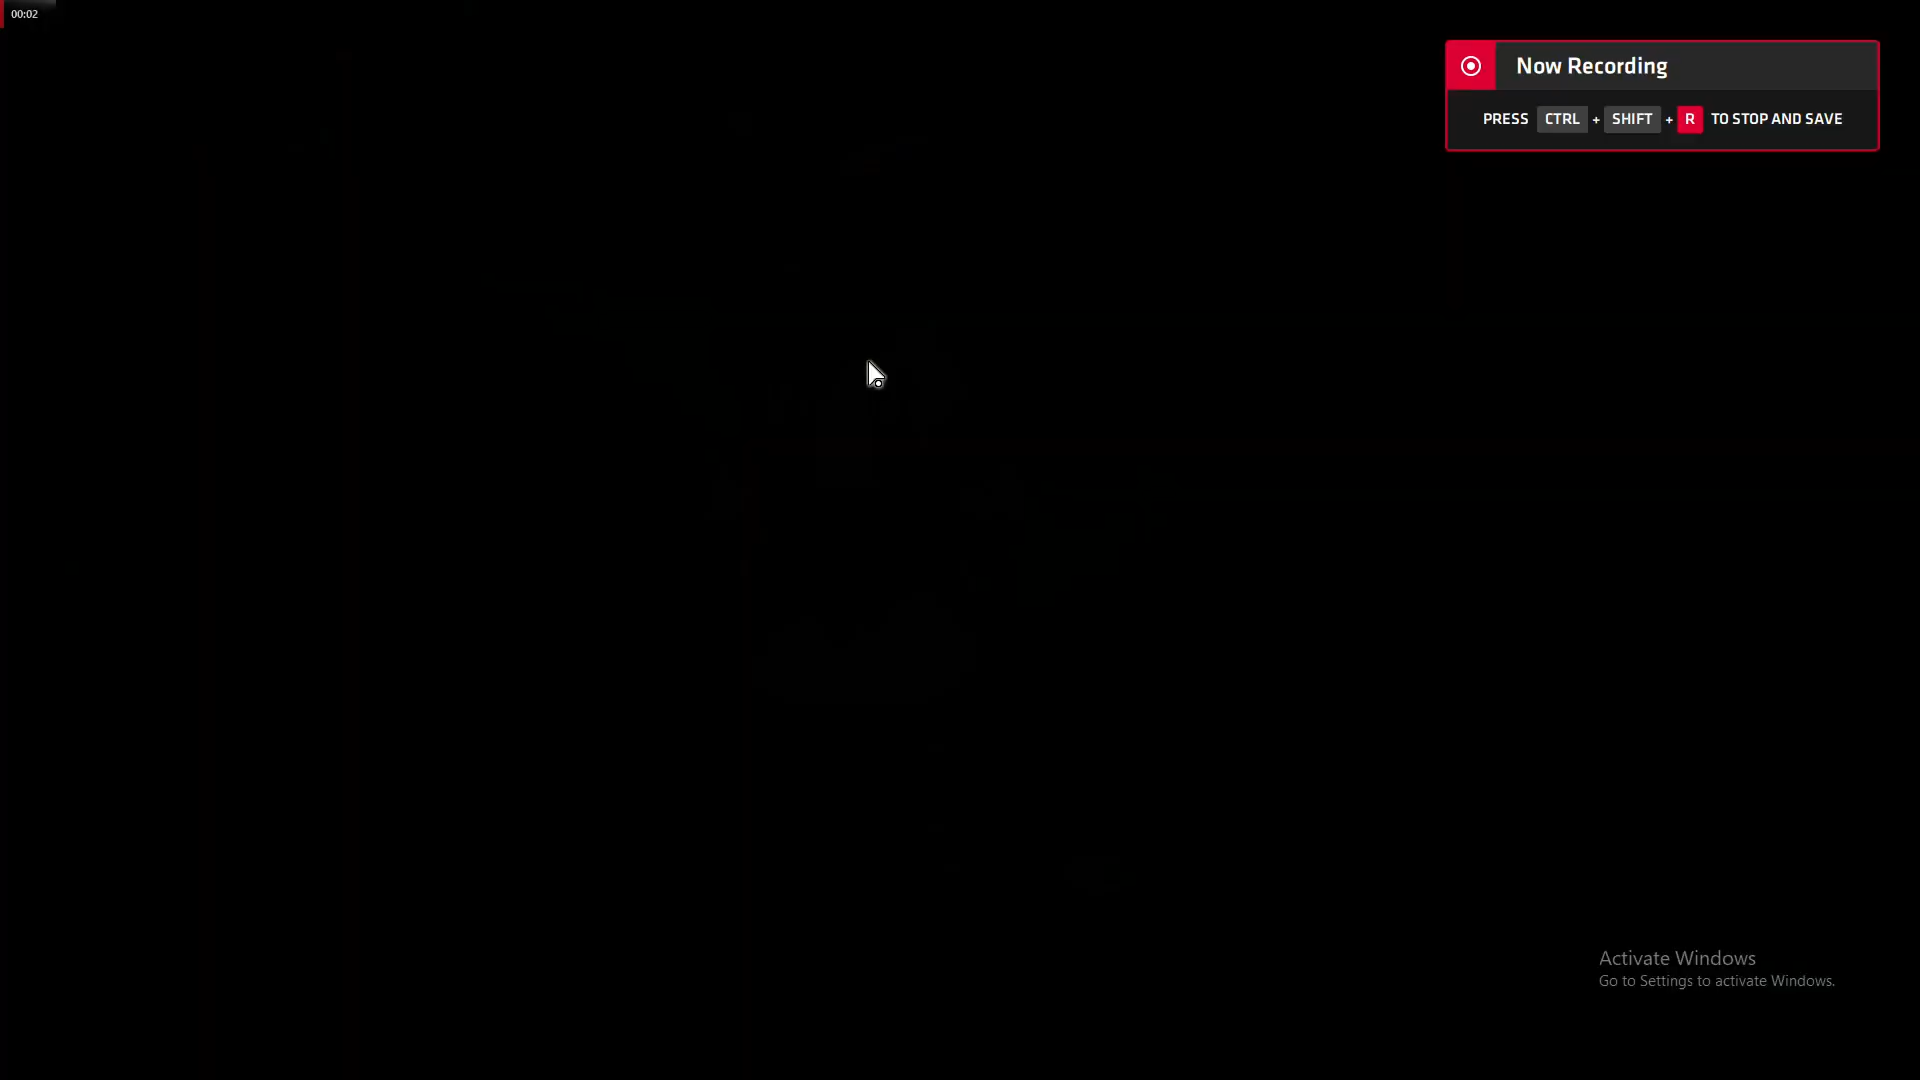 00:02
Now Recording
PRESS CTRL + SHIFT + R TO STOP AND SAVE
Activate Windows
Go to Settings to activate Windows.